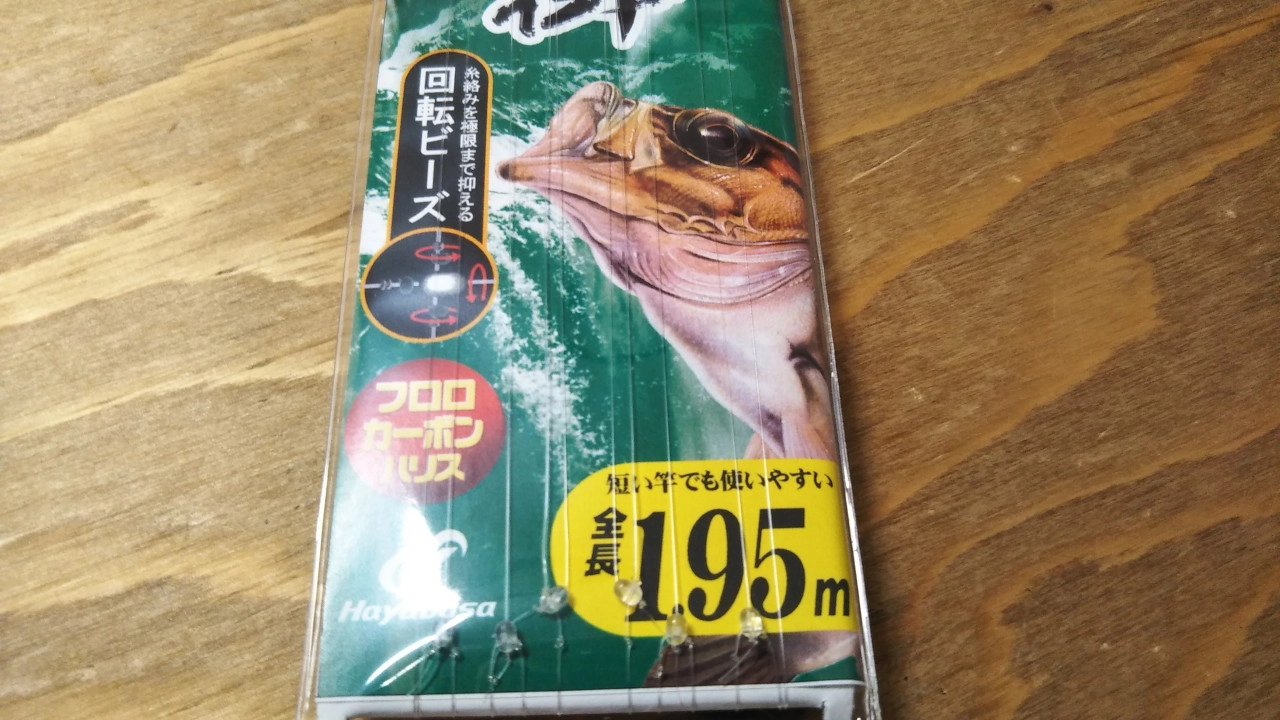 糸絡みを極限まで抑える
回転ビーズ
フロロ
カーボン
ハリス
短い竿でも使いやすい
全長1.95m
Hayabusa